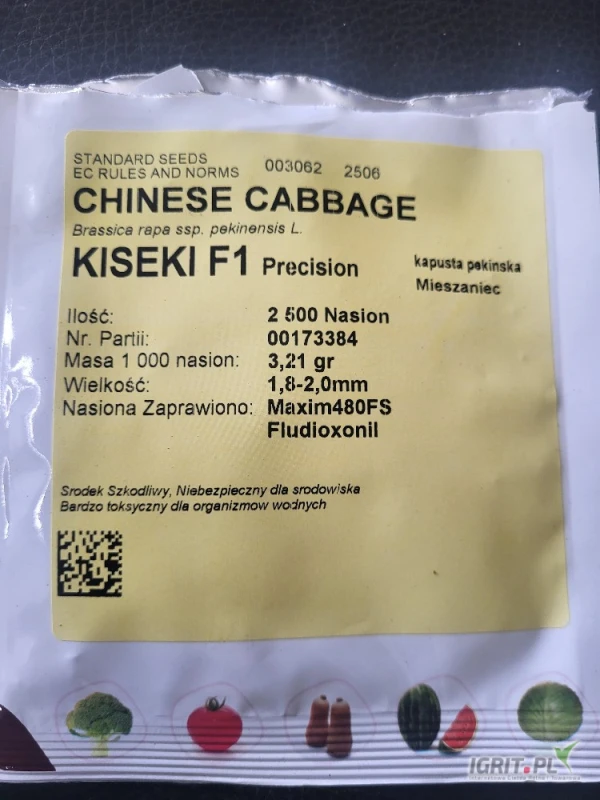 STANDARD SEEDS 003062 2506
EC RULES AND NORMS
CHINESE CABBAGE
Brassica rapa ssp. pekinensis L.
KISEKI F1 Precision
kapusta pekinska
Mieszaniec
Ilość: 2 500 Nasion
Nr. Partii: 00173384
Masa 1 000 nasion: 3,21 gr
Wielkość: 1,8-2,0mm
Nasiona Zaprawiono: Maxim480FS
Fludioxonil
Srodek Szkodliwy, Niebezpieczny dla srodowiska
Bardzo toksyczny dla organizmow wodnych
IGRIT.PL